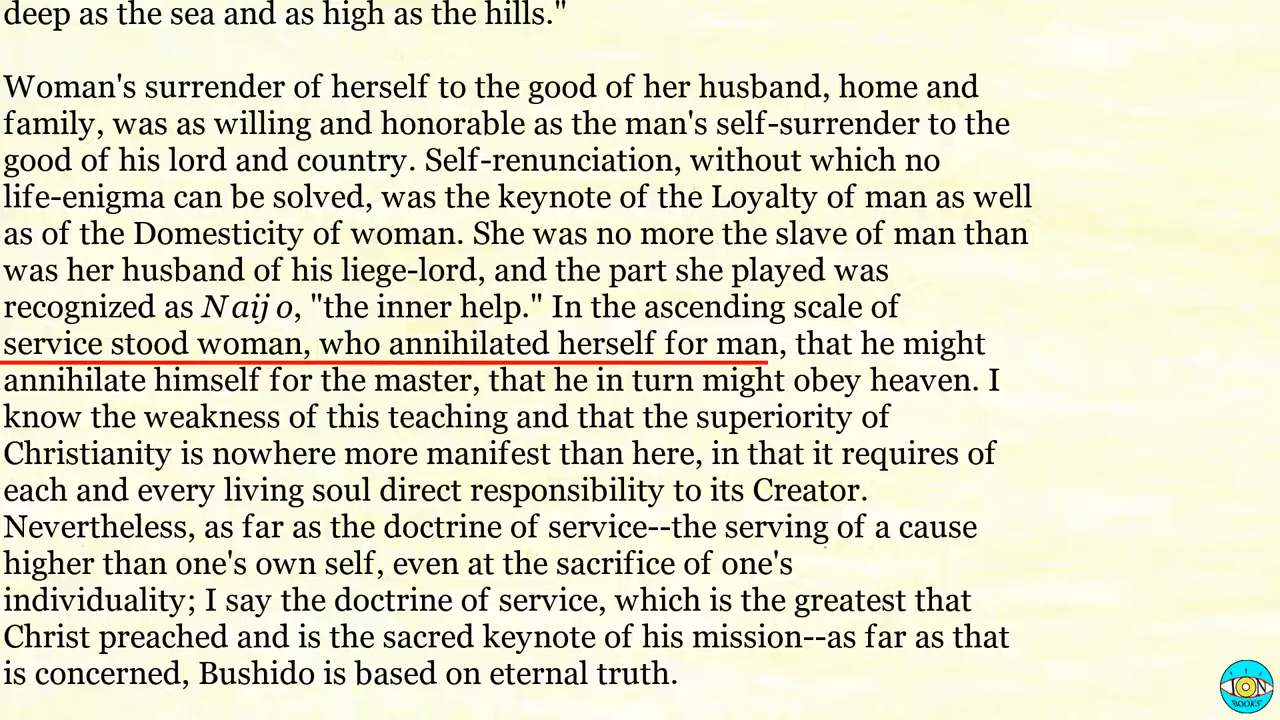 deep as the sea and as high as the hills."
Woman's surrender of herself to the good of her husband, home and
family, was as willing and honorable as the man's self-surrender to the
good of his lord and country. Self-renunciation, without which no
life-enigma can be solved, was the keynote of the Loyalty of man as well
as of the Domesticity of woman. She was no more the slave of man than
was her husband of his liege-lord, and the part she played was
recognized as Naijo, "the inner help." In the ascending scale of
service stood woman, who annihilated herself for man, that he might
annihilate himself for the master, that he in turn might obey heaven. I
know the weakness of this teaching and that the superiority of
Christianity is nowhere more manifest than here, in that it requires of
each and every living soul direct responsibility to its Creator.
Nevertheless, as far as the doctrine of service--the serving of a cause
higher than one's own self, even at the sacrifice of one's
individuality; I say the doctrine of service, which is the greatest that
Christ preached and is the sacred keynote of his mission--as far as that
is concerned, Bushido is based on eternal truth.
ION
BOOKS